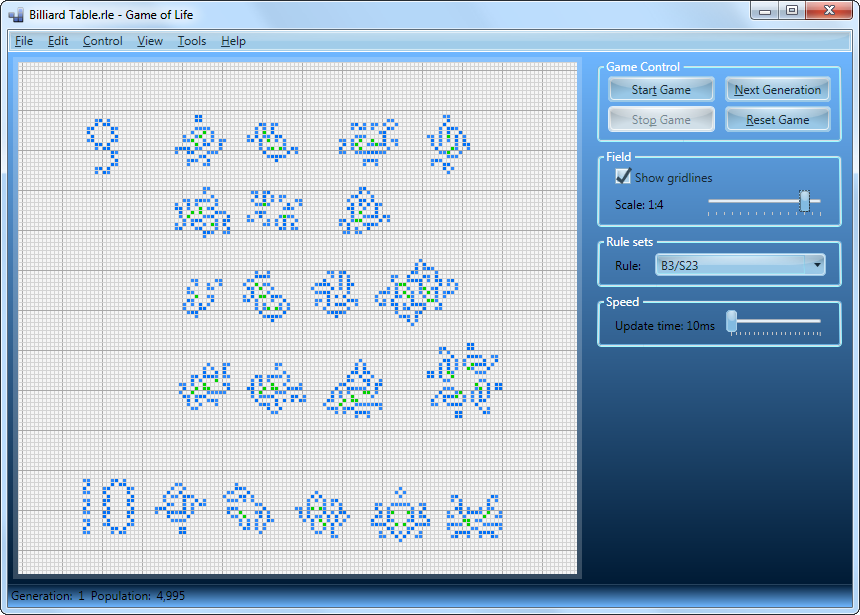 Billiard Table.rle - Game of Life
File Edit Control View Tools Help
Game Control
Start Game Next Generation
Stop Game Reset Game
Field
Show gridlines
Scale: 1:4
Rule sets
Rule: B3/S23
Speed
Update time: 10ms
9
10
Generation: 1 Population: 4,995